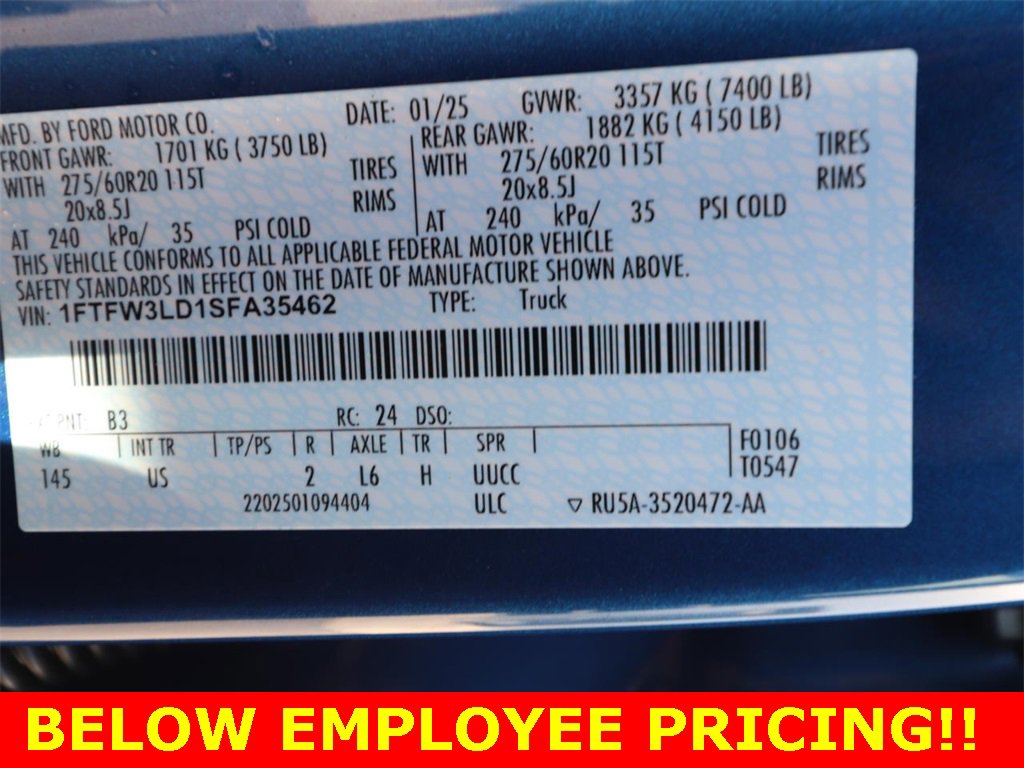 MFD. BY FORD MOTOR CO. DATE: 01/25 GVWR: 3357 KG ( 7400 LB)
FRONT GAWR: 1701 KG ( 3750 LB) REAR GAWR: 1882 KG ( 4150 LB)
WITH 275/60R20 115T TIRES WITH 275/60R20 115T TIRES
20x8.5J RIMS 20x8.5J RIMS
AT 240 kPa/ 35 PSI COLD AT 240 kPa/ 35 PSI COLD
THIS VEHICLE CONFORMS TO ALL APPLICABLE FEDERAL MOTOR VEHICLE
SAFETY STANDARDS IN EFFECT ON THE DATE OF MANUFACTURE SHOWN ABOVE.
VIN: 1FTFW3LD1SFA35462 TYPE: Truck
PNT: B3 RC: 24 DSO:
WB INT TR TP/PS R AXLE TR SPR F0106
145 US 2 L6 H UUCC T0547
2202501094404 ULC RU5A-3520472-AA
BELOW EMPLOYEE PRICING!!